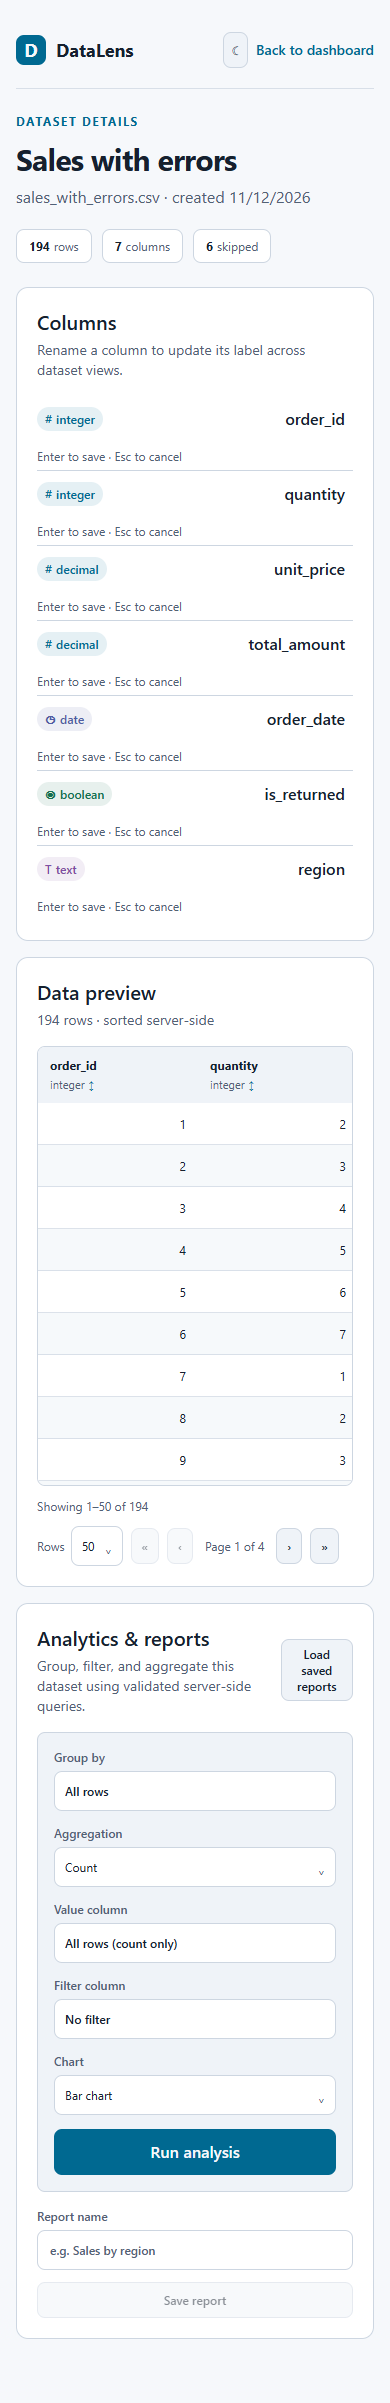 D DataLens ☾ Back to dashboard
DATASET DETAILS
Sales with errors
sales_with_errors.csv · created 11/12/2026
194 rows 7 columns 6 skipped
Columns
Rename a column to update its label across
dataset views.
# integer order_id
Enter to save · Esc to cancel
# integer quantity
Enter to save · Esc to cancel
# decimal unit_price
Enter to save · Esc to cancel
# decimal total_amount
Enter to save · Esc to cancel
◷ date order_date
Enter to save · Esc to cancel
boolean is_returned
Enter to save · Esc to cancel
T text region
Enter to save · Esc to cancel
Data preview
194 rows · sorted server-side
order_id quantity
integer ↕ integer ↕
1 2
2 3
3 4
4 5
5 6
6 7
7 1
8 2
9 3
Showing 1–50 of 194
Rows 50 « ‹ Page 1 of 4 › »
Analytics & reports
Group, filter, and aggregate this
dataset using validated server-side
queries.
Load
saved
reports
Group by
All rows
Aggregation
Count
Value column
All rows (count only)
Filter column
No filter
Chart
Bar chart
Run analysis
Report name
e.g. Sales by region
Save report